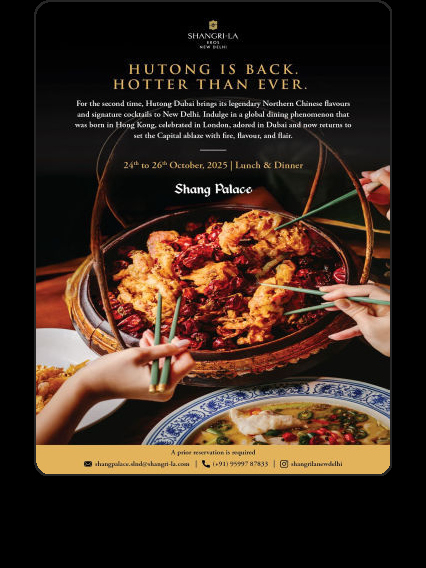 SHANGRI-LA
EROS
NEW DELHI
HUTONG IS BACK.
HOTTER THAN EVER.
For the second time, Hutong Dubai brings its legendary Northern Chinese flavours
and signature cocktails to New Delhi. Indulge in a global dining phenomenon that
was born in Hong Kong, celebrated in London, adored in Dubai and now returns to
set the Capital ablaze with fire, flavour, and flair.
24th to 26th October, 2025 | Lunch & Dinner
Shang Palace
A prior reservation is required
shangpalace.slnd@shangri-la.com | (+91) 95997 87833 | shangrilanewdelhi